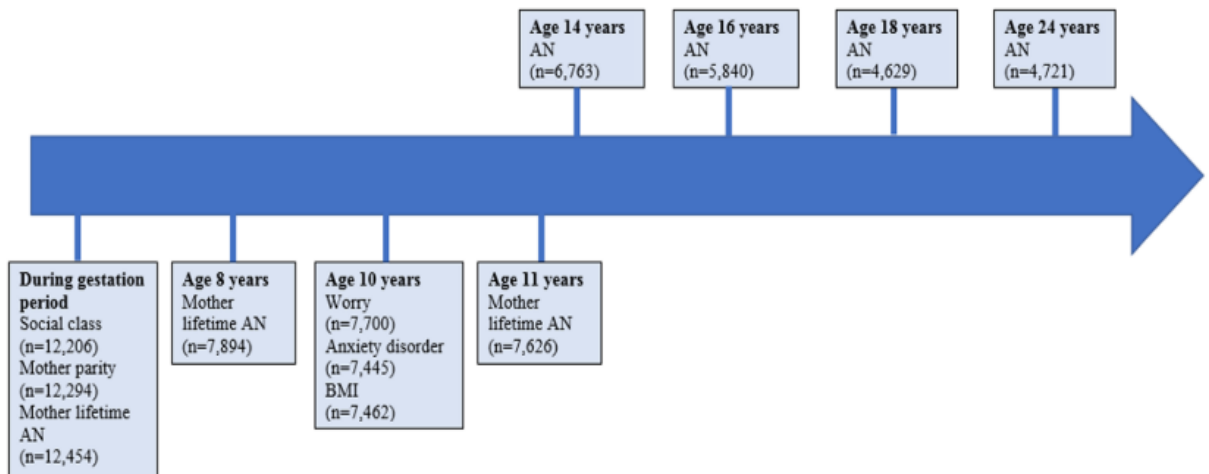 Age 14 years
AN
(n=6,763)
Age 16 years
AN
(n=5,840)
Age 18 years
AN
(n=4,629)
Age 24 years
AN
(n=4,721)
During gestation
period
Social class
(n=12,206)
Mother parity
(n=12,294)
Mother lifetime
AN
(n=12,454)
Age 8 years
Mother
lifetime AN
(n=7,894)
Age 10 years
Worry
(n=7,700)
Anxiety disorder
(n=7,445)
BMI
(n=7,462)
Age 11 years
Mother
lifetime AN
(n=7,626)